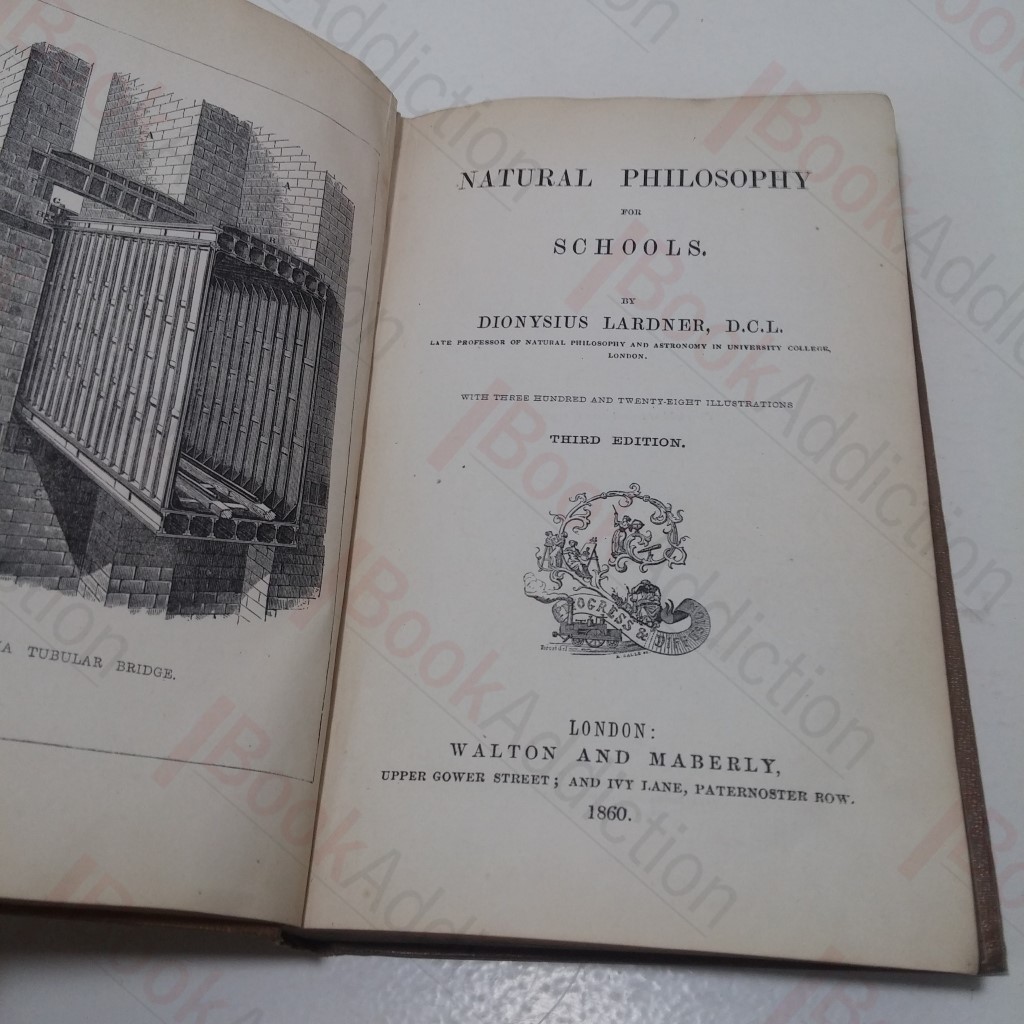 A TUBULAR BRIDGE.
NATURAL PHILOSOPHY
FOR
SCHOOLS.
BY
DIONYSIUS LARDNER, D.C.L.
LATE PROFESSOR OF NATURAL PHILOSOPHY AND ASTRONOMY IN UNIVERSITY COLLEGE,
LONDON.
WITH THREE HUNDRED AND TWENTY-EIGHT ILLUSTRATIONS
THIRD EDITION.
PROGRESS &
LONDON:
WALTON AND MABERLY,
UPPER GOWER STREET; AND IVY LANE, PATERNOSTER ROW.
1860.
BookAddiction